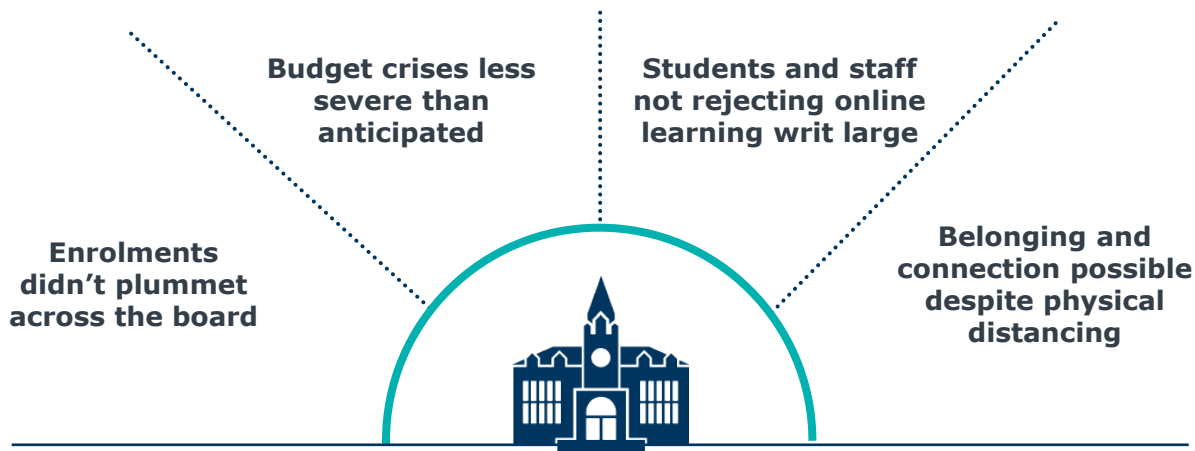 Budget crises less
severe than
anticipated
Students and staff
not rejecting online
learning writ large
Enrolments
didn’t plummet
across the board
Belonging and
connection possible
despite physical
distancing